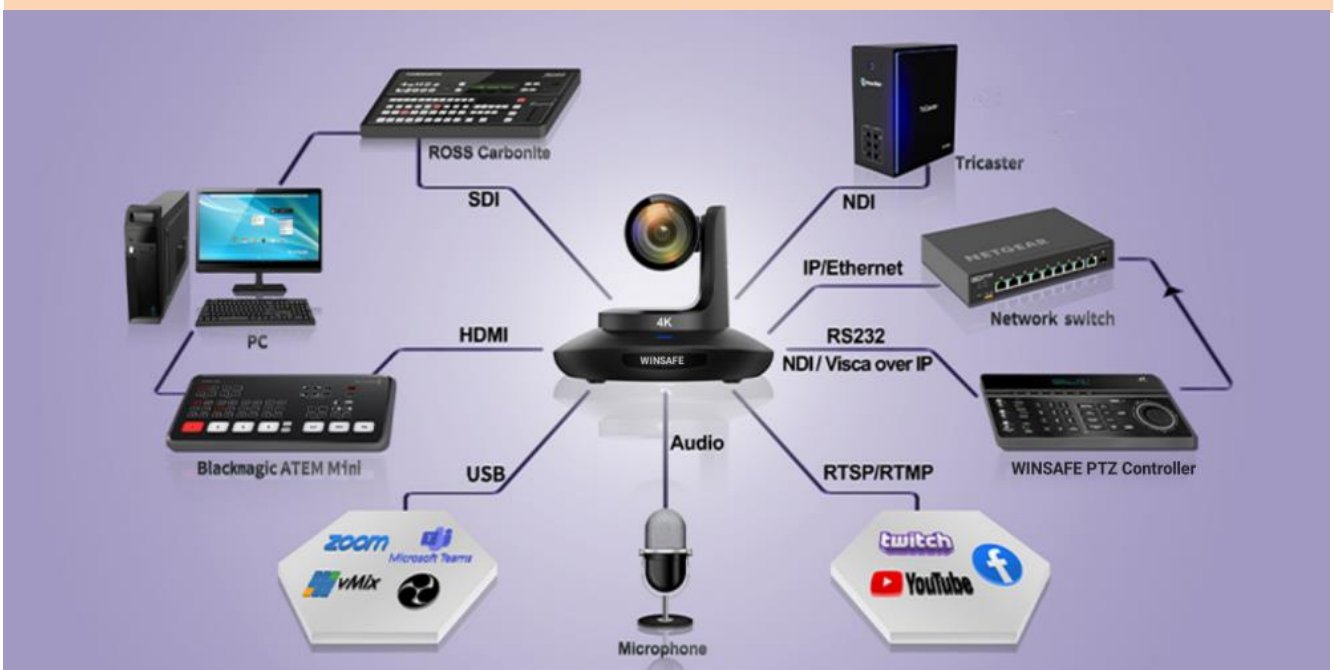 ROSS Carbonite
SDI
Tricaster
NDI
NETGEAR
IP/Ethernet
Network switch
PC
HDMI
4K
WINSAFE
RS232
NDI / Visca over IP
Blackmagic ATEM Mini
WINSAFE PTZ Controller
USB
Audio
RTSP/RTMP
zoom
Microsoft Teams
vMix
twitch
YouTube
Microphone